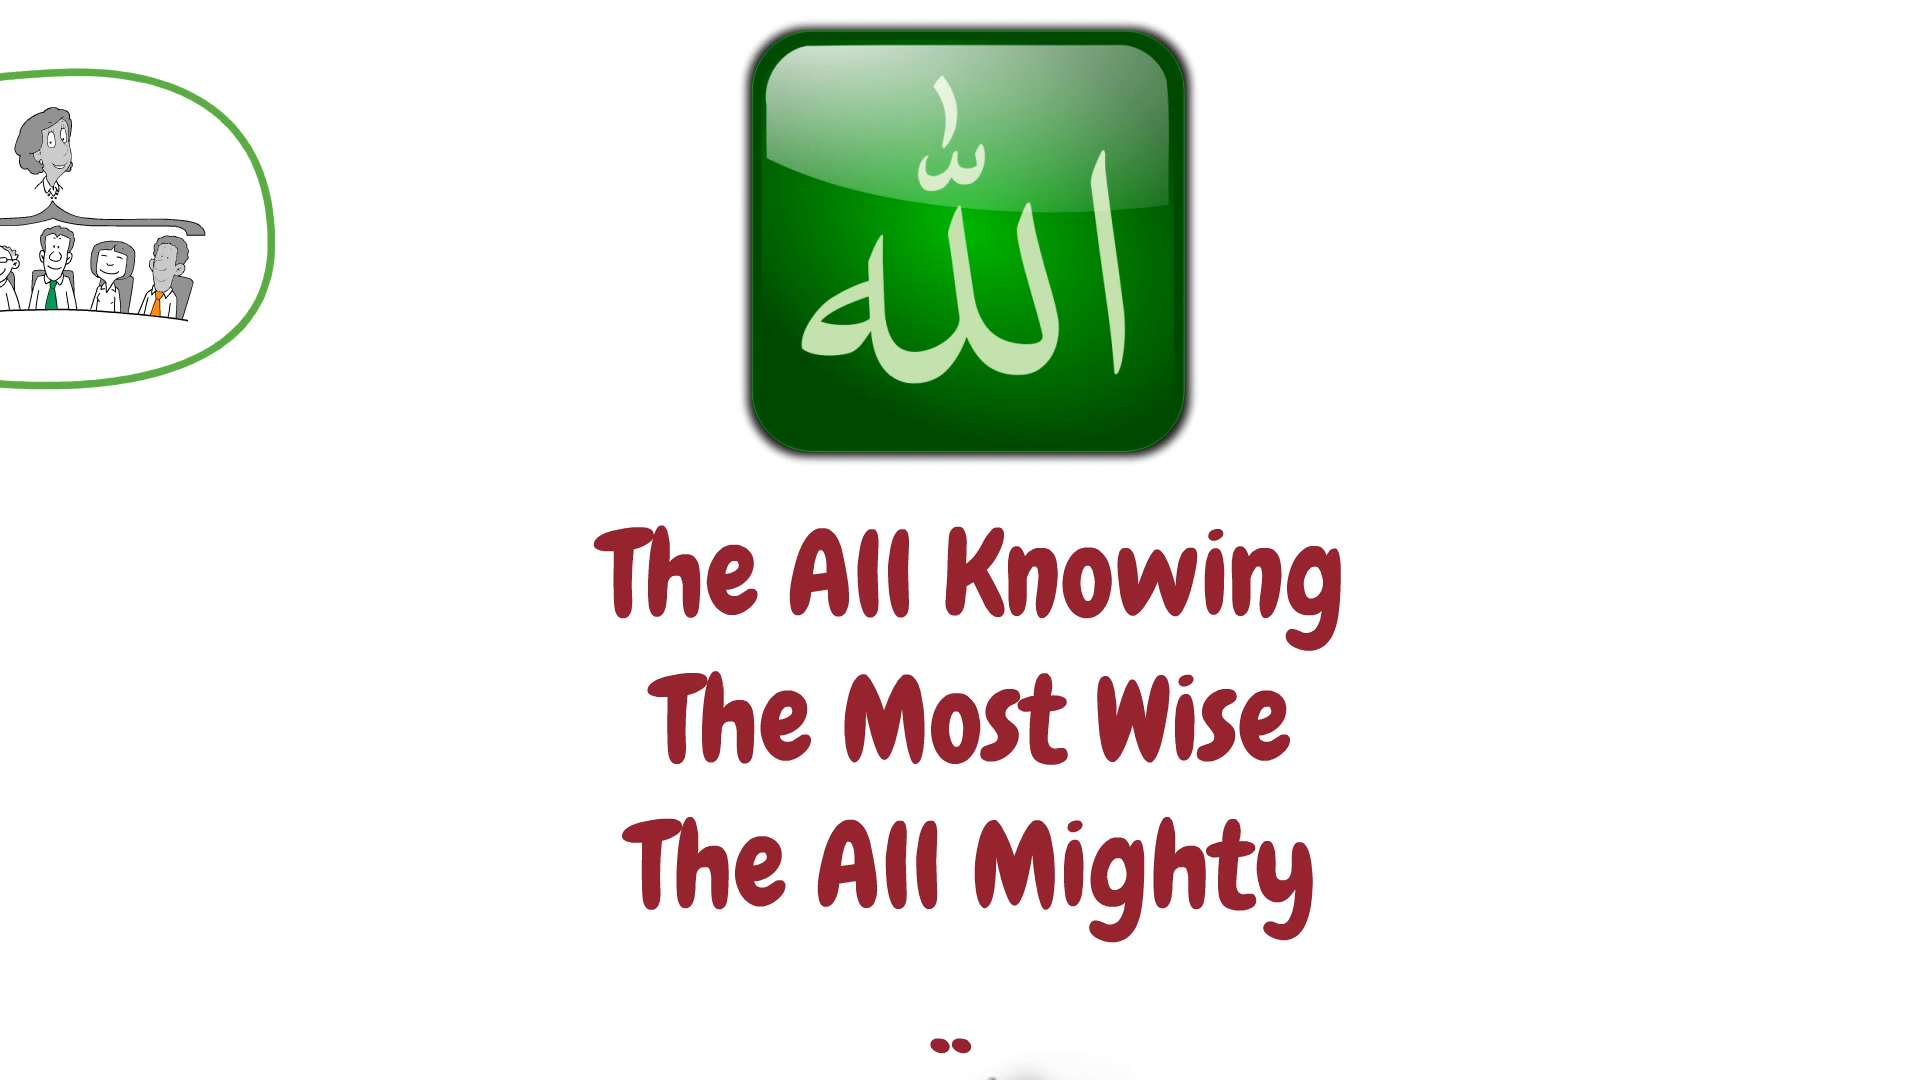 الله
The All Knowing
The Most Wise
The All Mighty
..